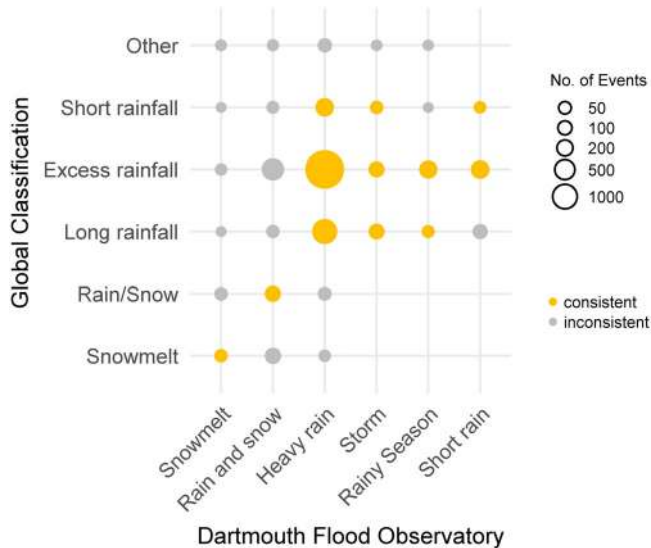 Global Classification
Other
Short rainfall
Excess rainfall
Long rainfall
Rain/Snow
Snowmelt
Snowmelt
Rain and snow
Heavy rain
Storm
Rainy Season
Short rain
Dartmouth Flood Observatory
No. of Events
50
100
200
500
1000
consistent
inconsistent